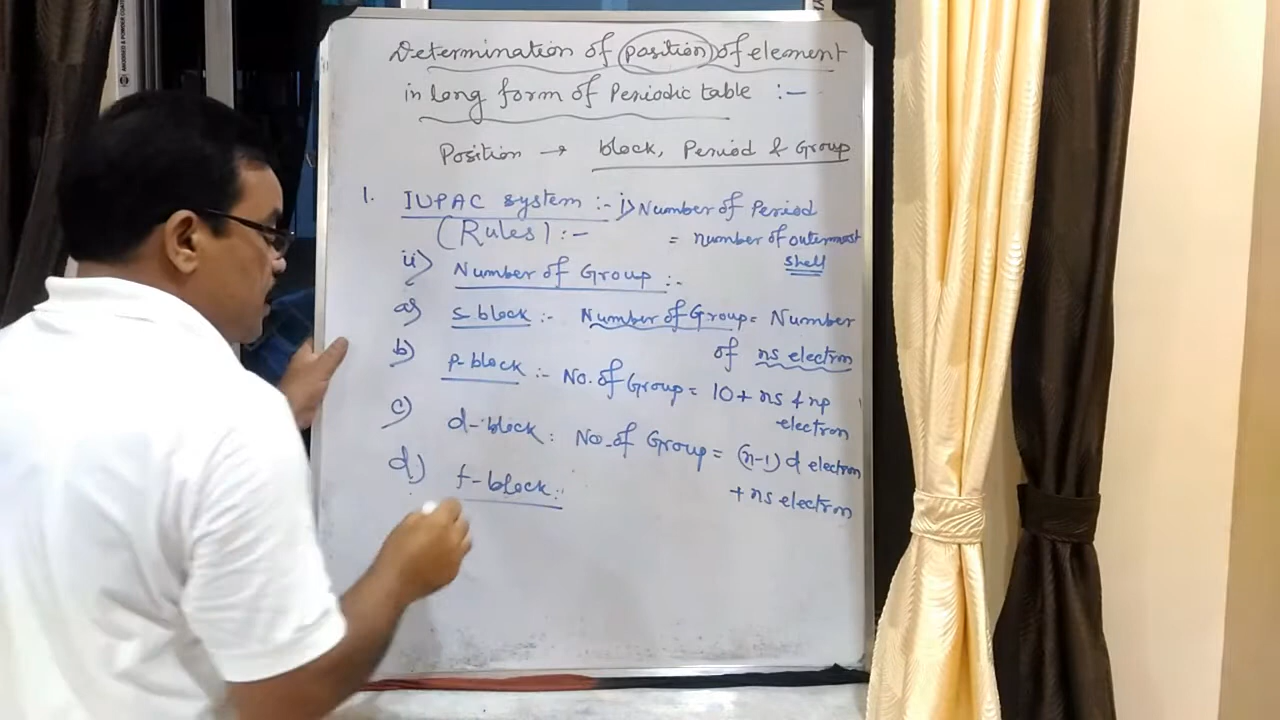 Determination of position of element
in long form of Periodic table :-
Position → block, Period & Group
1. IUPAC system :- i) Number of Period
(Rules) :- = number of outermost
shell
ii) Number of Group :-
a) s block :- Number of Group = Number
of ns electron
b) p-block :- No. of Group = 10 + ns & np
electron
c) d-block : No. of Group = (n-1) d electron
+ ns electron
d) f-block :